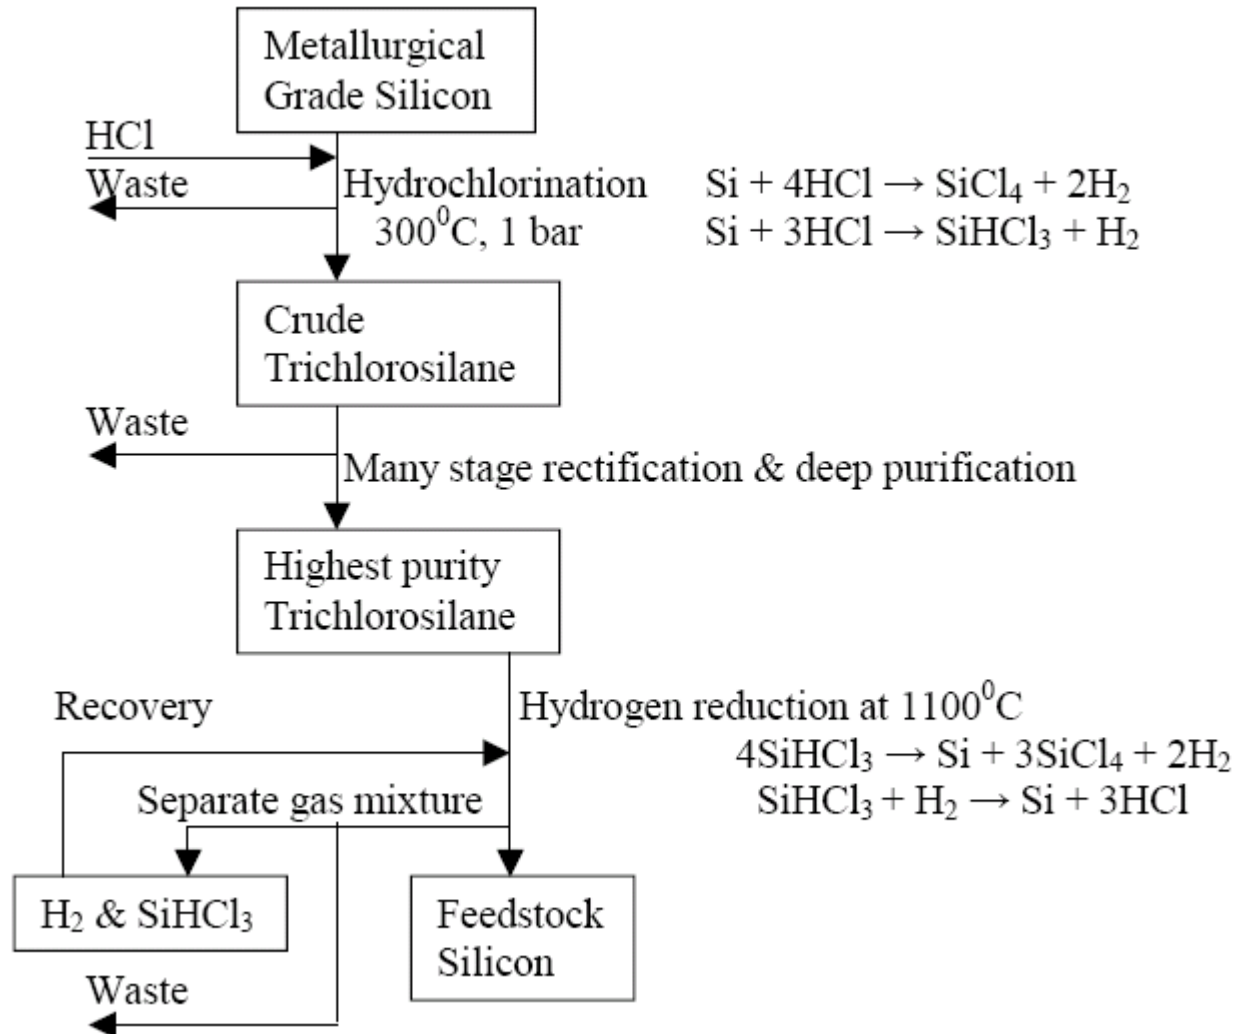 Metallurgical
Grade Silicon
HCl
Waste
Hydrochlorination
300⁰C, 1 bar
Si + 4HCl → SiCl₄ + 2H₂
Si + 3HCl → SiHCl₃ + H₂
Crude
Trichlorosilane
Waste
Many stage rectification & deep purification
Highest purity
Trichlorosilane
Recovery
Hydrogen reduction at 1100⁰C
4SiHCl₃ → Si + 3SiCl₄ + 2H₂
SiHCl₃ + H₂ → Si + 3HCl
Separate gas mixture
H₂ & SiHCl₃
Feedstock
Silicon
Waste